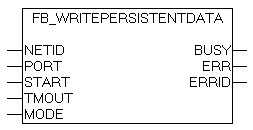 FB_WRITEPERSISTENTDATA
NETID BUSY
PORT ERR
START ERRID
TMOUT
MODE